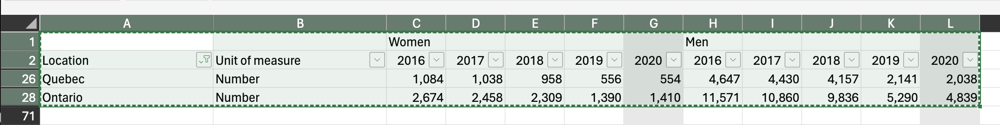 A B C D E F G H I J K L
1 Women Men
2 Location Unit of measure 2016 2017 2018 2019 2020 2016 2017 2018 2019 2020
26 Quebec Number 1,084 1,038 958 556 554 4,647 4,430 4,157 2,141 2,038
28 Ontario Number 2,674 2,458 2,309 1,390 1,410 11,571 10,860 9,836 5,290 4,839
71